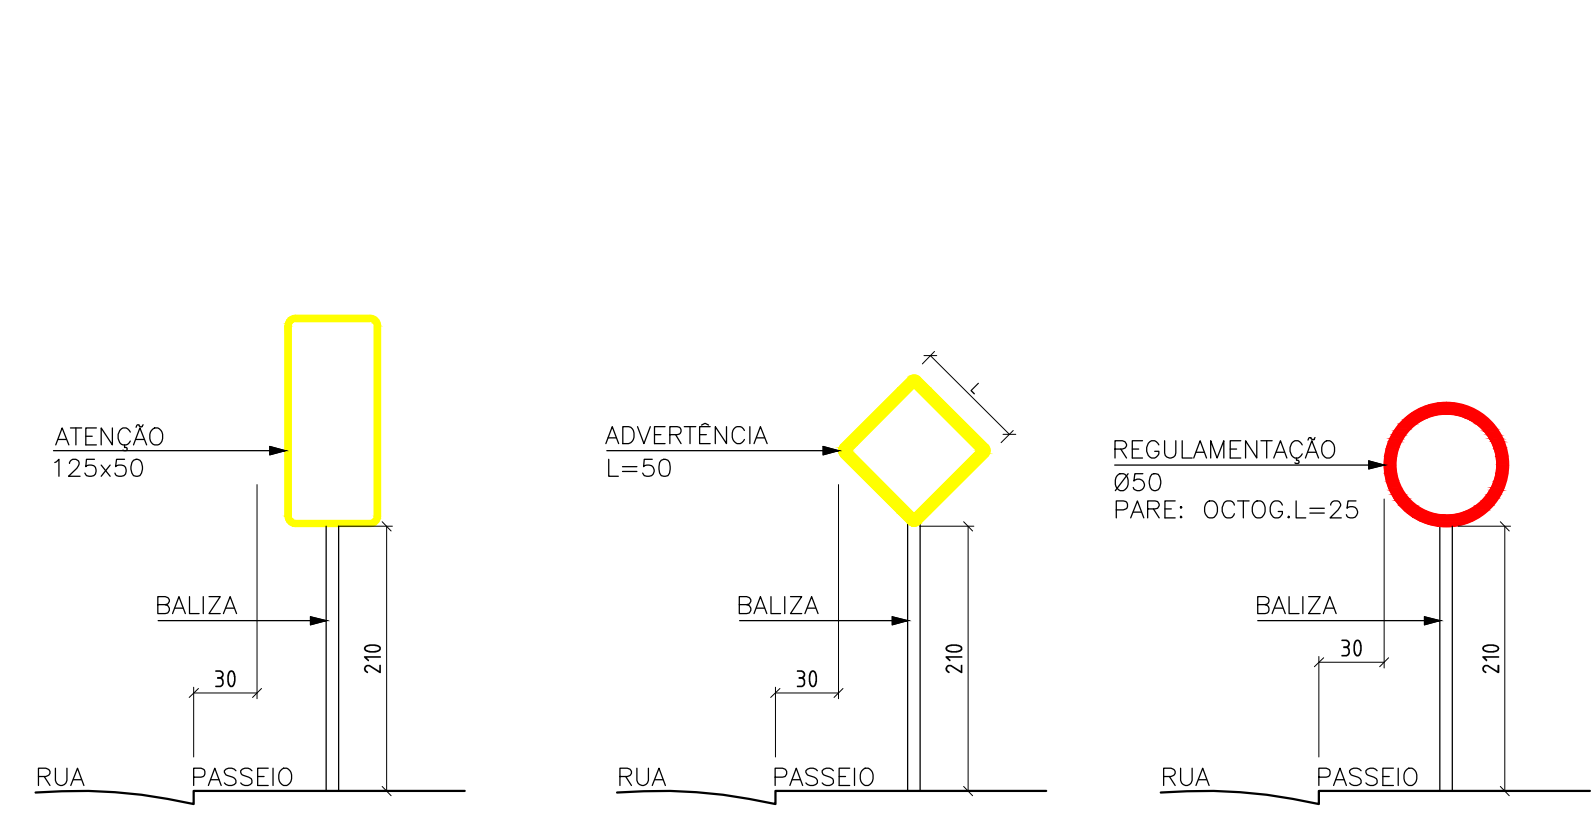 ATENÇÃO
125x50
BALIZA
210
30
RUA
PASSEIO
L
ADVERTÊNCIA
L=50
BALIZA
210
30
RUA
PASSEIO
REGULAMENTAÇÃO
Ø50
PARE: OCTOG.L=25
BALIZA
30
210
RUA
PASSEIO